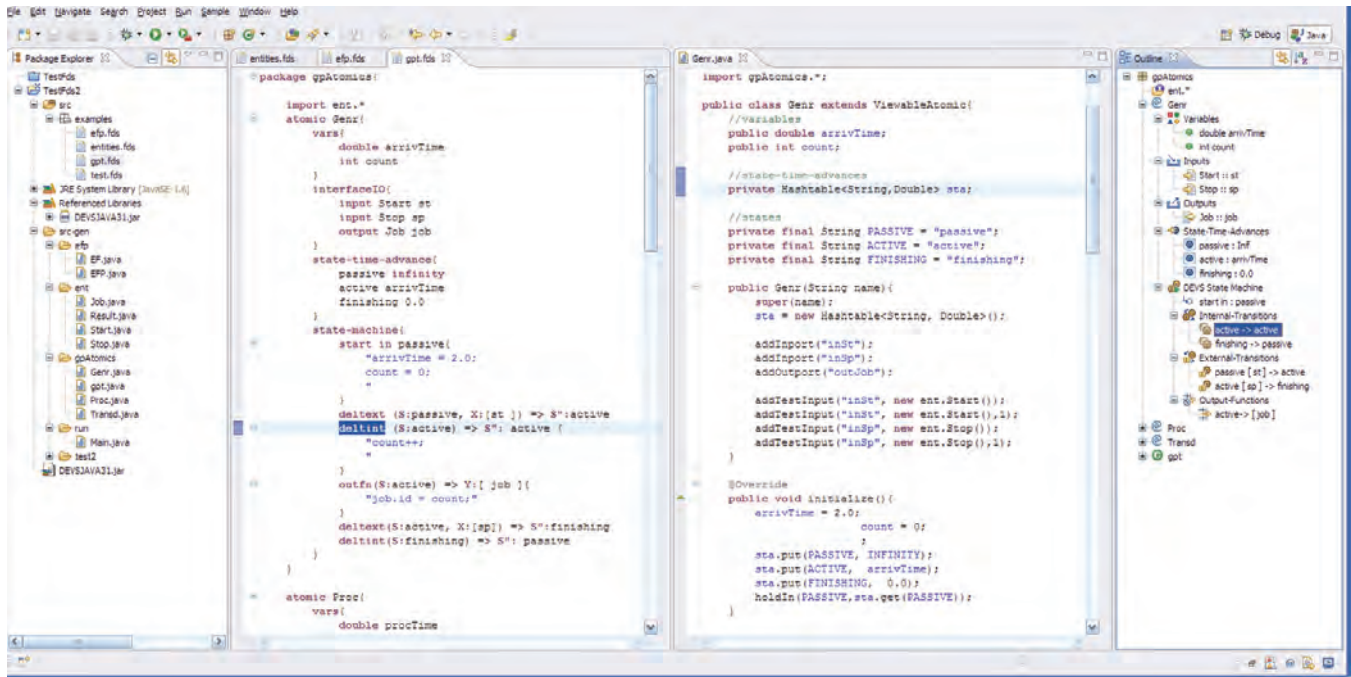 File Edit Navigate Search Project Run Sample Window Help
Debug Java
Package Explorer
TestFds
TestFds2
src
examples
efp.fds
entities.fds
gpt.fds
test.fds
JRE System Library [JavaSE-1.6]
Referenced Libraries
DEVSJAVA31.jar
src-gen
efp
EF.java
EFP.java
ent
Job.java
Result.java
Start.java
Stop.java
gpAtomics
Genr.java
gpt.java
Proc.java
Transd.java
run
Main.java
test2
DEVSJAVA31.jar
entities.fds efp.fds gpt.fds
package gpAtomics{
import ent.*
atomic Genr{
vars{
double arrivTime
int count
}
interfaceIO{
input Start st
input Stop sp
output Job job
}
state-time-advance{
passive infinity
active arrivTime
finishing 0.0
}
state-machine{
start in passive{
"arrivTime = 2.0;
count = 0;
"
}
deltext (S:passive, X:[st ]) => S":active
deltint (S:active) => S": active {
"count++;
"
}
outfn(S:active) => Y:[ job ]{
"job.id = count;"
}
deltext(S:active, X:[sp]) => S":finishing
deltint(S:finishing) => S": passive
}
}
atomic Proc{
vars{
double procTime
Genr.java
import gpAtomics.*;
public class Genr extends ViewableAtomic{
//variables
public double arrivTime;
public int count;
//state-time-advances
private Hashtable<String,Double> sta;
//states
private final String PASSIVE = "passive";
private final String ACTIVE = "active";
private final String FINISHING = "finishing";
public Genr(String name){
super(name);
sta = new Hashtable<String, Double>();
addInport("inSt");
addInport("inSp");
addOutport("outJob");
addTestInput("inSt", new ent.Start());
addTestInput("inSt", new ent.Start(),1);
addTestInput("inSp", new ent.Stop());
addTestInput("inSp", new ent.Stop(),1);
}
@Override
public void initialize(){
arrivTime = 2.0;
count = 0;
;
sta.put(PASSIVE, INFINITY);
sta.put(ACTIVE, arrivTime);
sta.put(FINISHING, 0.0);
holdIn(PASSIVE,sta.get(PASSIVE));
}
Outline
gpAtomics
ent.*
Genr
Variables
double arrivTime
int count
Inputs
Start :: st
Stop :: sp
Outputs
Job :: job
State-Time-Advances
passive : Inf
active : arrivTime
finishing : 0.0
DEVS State Machine
start in : passive
Internal-Transitions
active -> active
finishing -> passive
External-Transitions
passive [ st ] -> active
active [ sp ] -> finishing
Output-Functions
active-> [ job ]
Proc
Transd
gpt